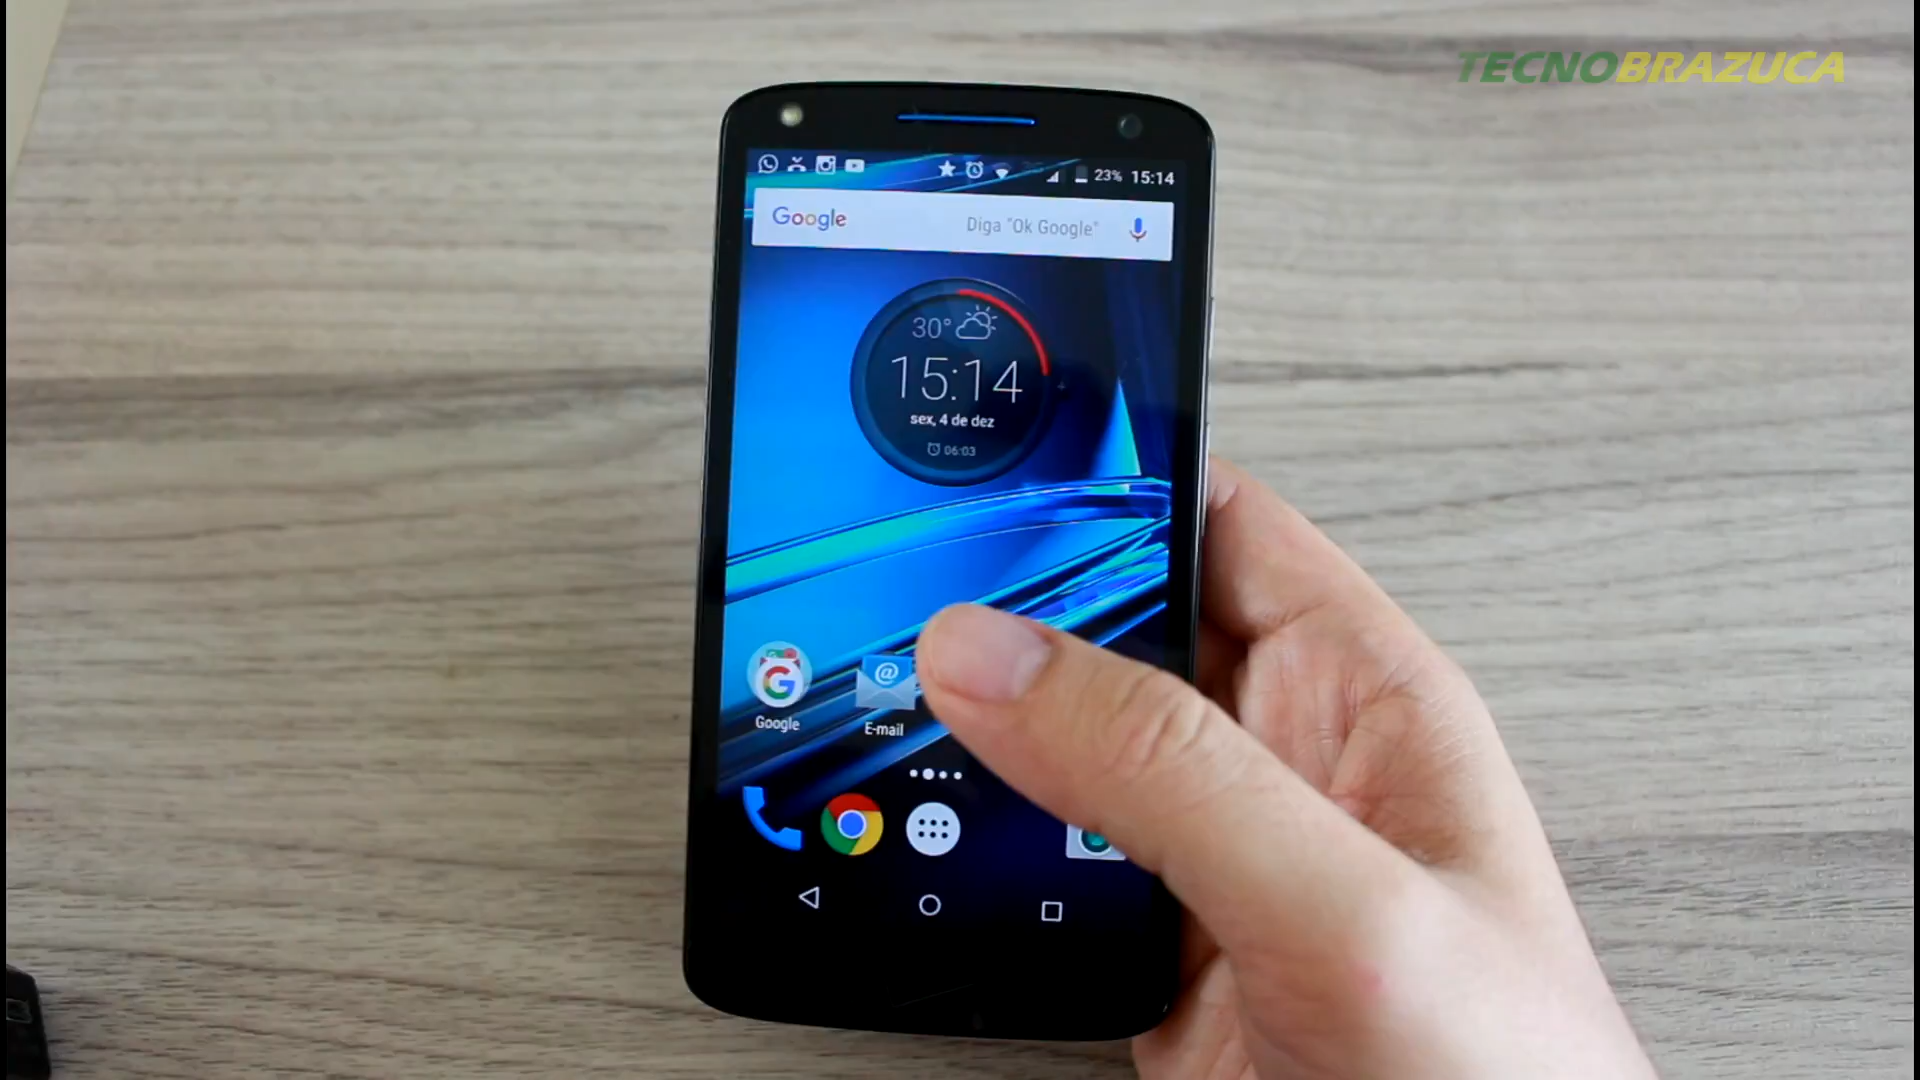 TECNOBRAZUCA
23% 15:14
Google Diga "Ok Google"
30°
15:14
sex, 4 de dez
06:03
G
@
Google E-mail